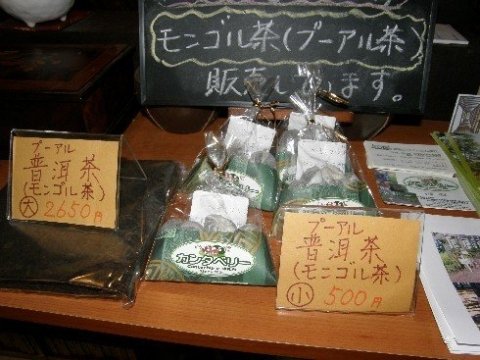 モンゴル茶(プーアル茶)
販売しています。
プーアル
普洱茶
(モンゴル茶)
大 2650円
カンタベリー
プーアル
普洱茶
(モンゴル茶)
小 500円